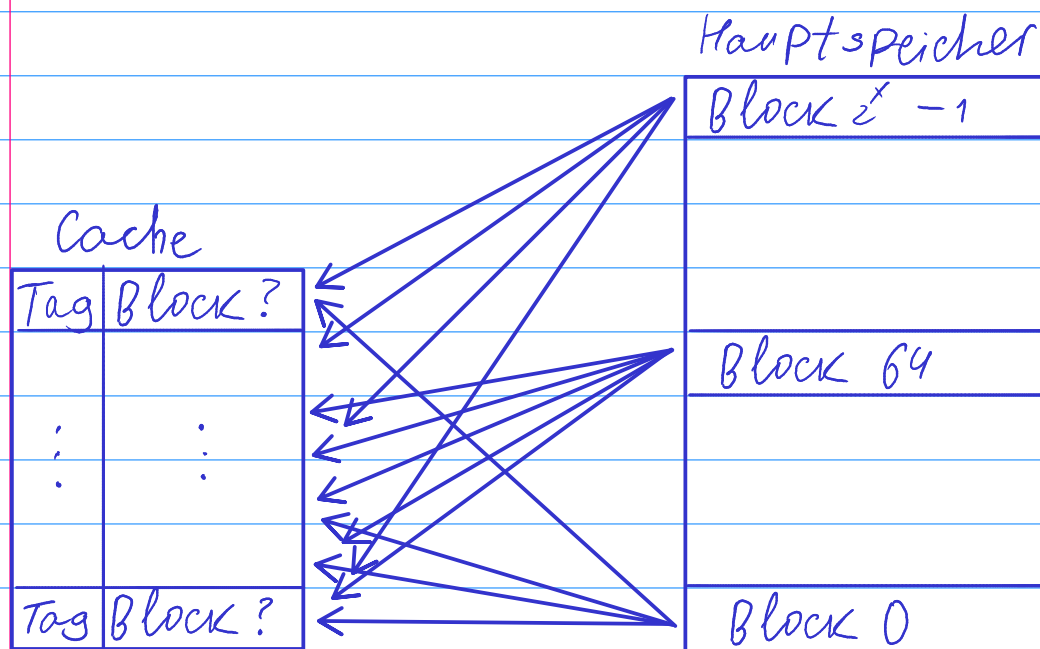 Hauptspeicher
Block 2^x - 1
Cache
Tag Block ?
Block 64
Tag Block ?
Block 0